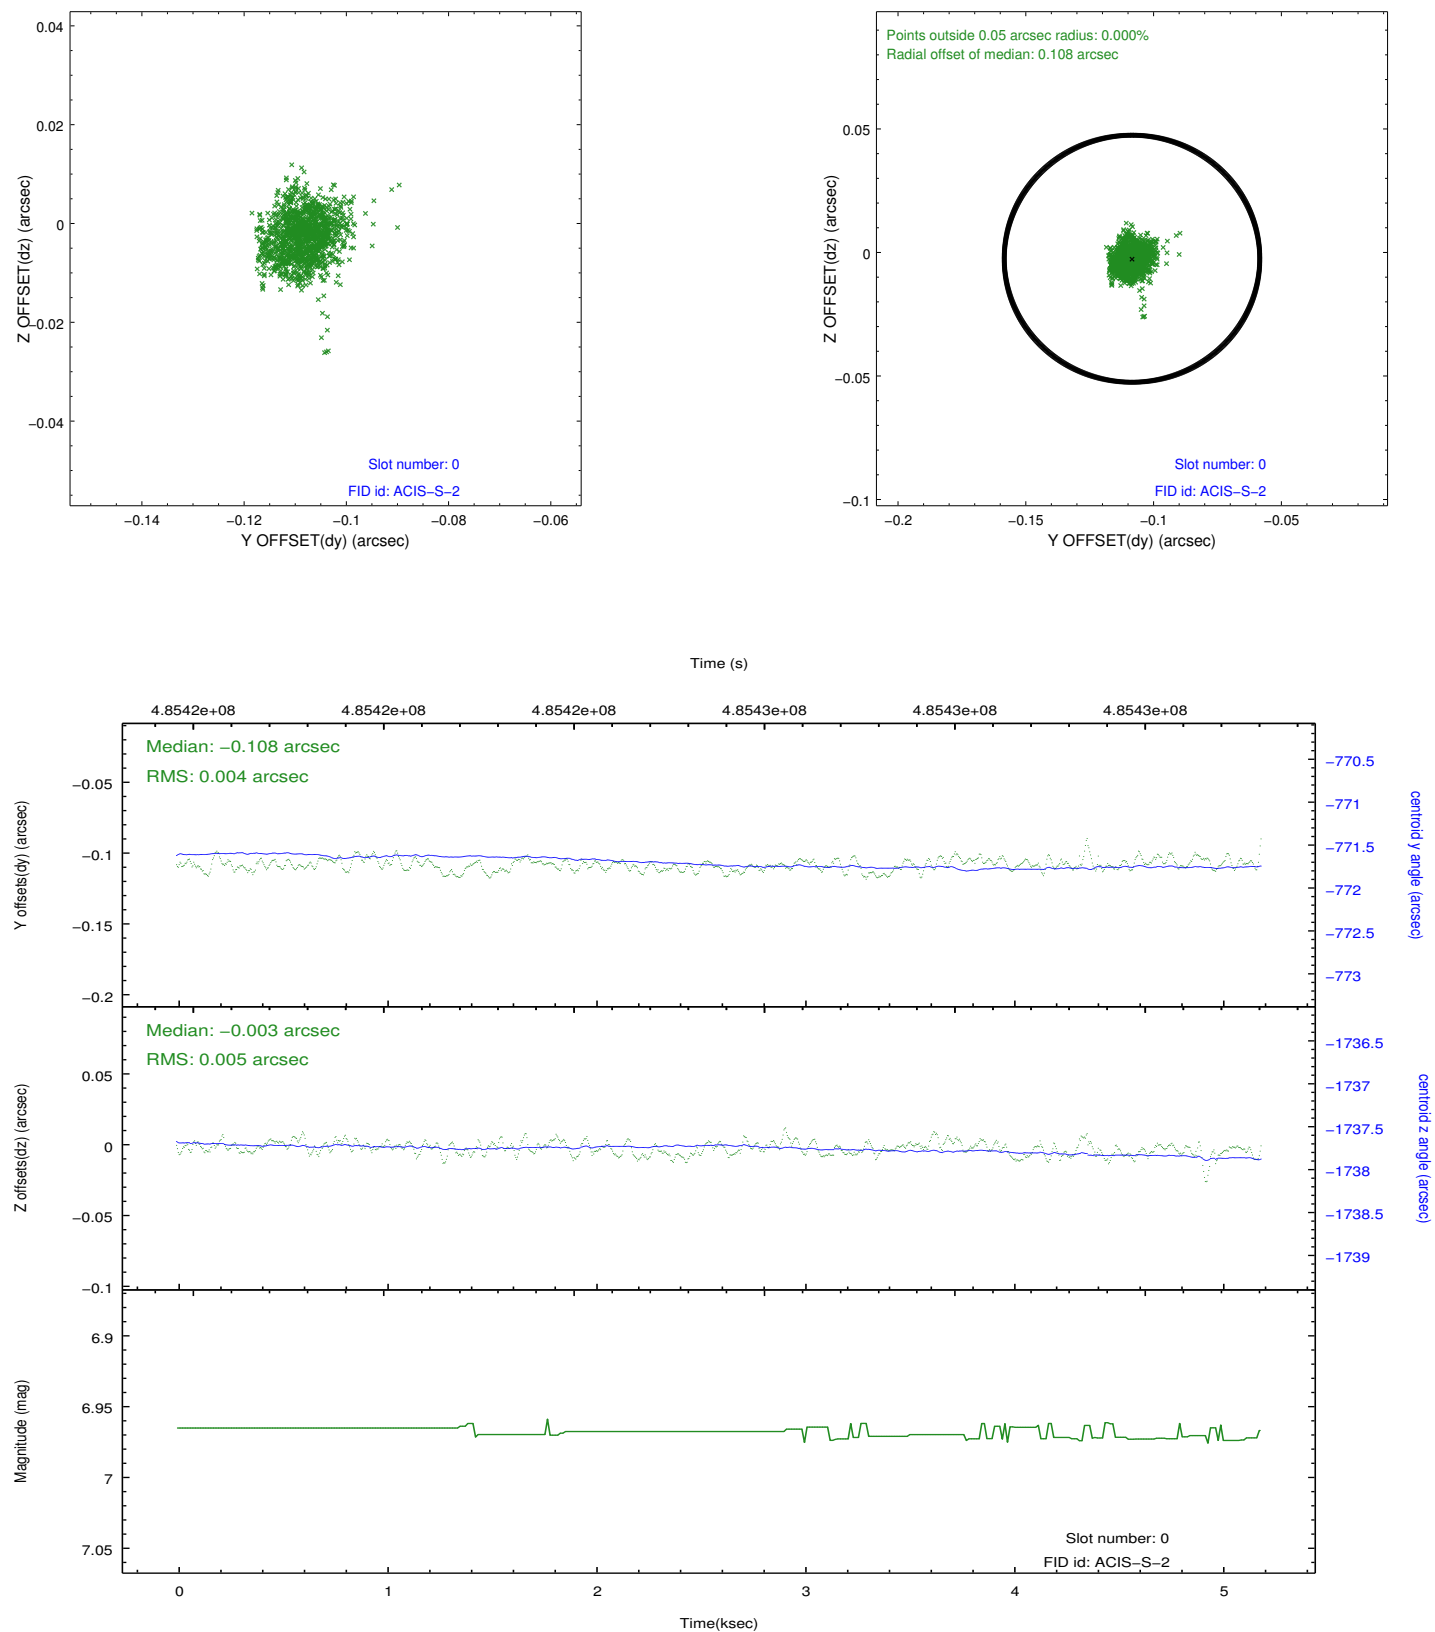 0.04
0.02
0
−0.02
−0.04
Z OFFSET(dz) (arcsec)
Slot number: 0
FID id: ACIS−S−2
−0.14 −0.12 −0.1 −0.08 −0.06
Y OFFSET(dy) (arcsec)
Points outside 0.05 arcsec radius: 0.000%
Radial offset of median: 0.108 arcsec
0.05
0
−0.05
−0.1
Z OFFSET(dz) (arcsec)
Slot number: 0
FID id: ACIS−S−2
−0.2 −0.15 −0.1 −0.05
Y OFFSET(dy) (arcsec)
Time (s)
4.8542e+08 4.8542e+08 4.8542e+08 4.8543e+08 4.8543e+08 4.8543e+08
Median: −0.108 arcsec
RMS: 0.004 arcsec
−0.05
−0.1
−0.15
−0.2
Y offsets(dy) (arcsec)
−770.5
−771
−771.5
−772
−772.5
−773
centroid y angle (arcsec)
Median: −0.003 arcsec
RMS: 0.005 arcsec
0.05
0
−0.05
−0.1
Z offsets(dz) (arcsec)
−1736.5
−1737
−1737.5
−1738
−1738.5
−1739
centroid z angle (arcsec)
6.9
6.95
7
7.05
Magnitude (mag)
Slot number: 0
FID id: ACIS−S−2
0 1 2 3 4 5
Time(ksec)